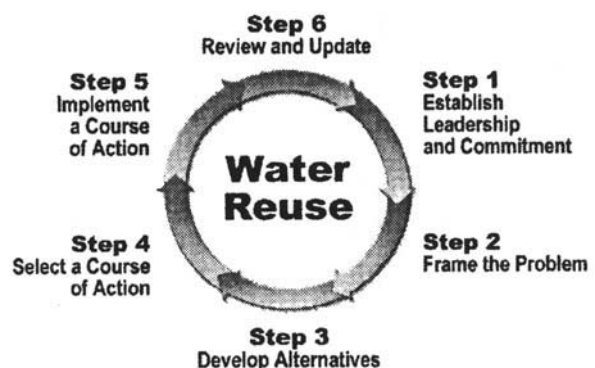 Step 6
Review and Update
Step 1
Establish
Leadership
and Commitment
Step 2
Frame the Problem
Step 3
Develop Alternatives
Step 4
Select a Course
of Action
Step 5
Implement
a Course
of Action
Water
Reuse